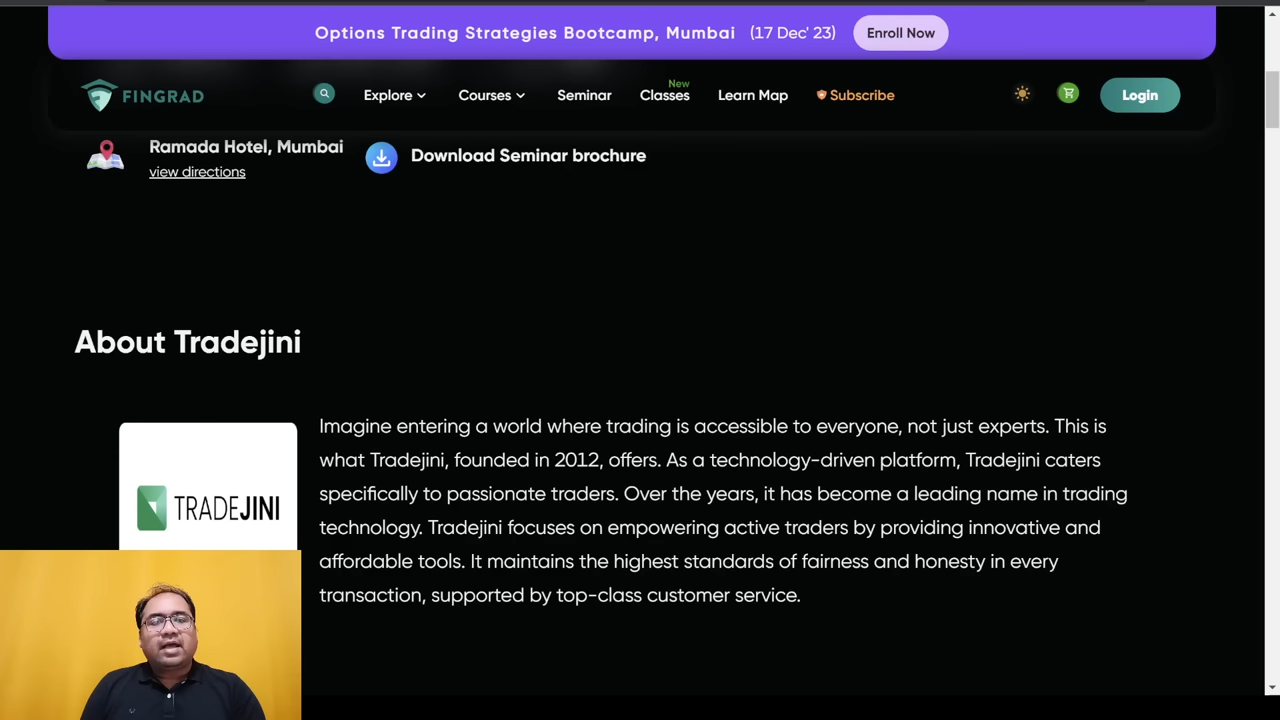 Options Trading Strategies Bootcamp, Mumbai (17 Dec' 23) Enroll Now
FINGRAD Explore Courses Seminar New Classes Learn Map Subscribe Login
Ramada Hotel, Mumbai
view directions
Download Seminar brochure
About Tradejini
TRADEJINI
Imagine entering a world where trading is accessible to everyone, not just experts. This is
what Tradejini, founded in 2012, offers. As a technology-driven platform, Tradejini caters
specifically to passionate traders. Over the years, it has become a leading name in trading
technology. Tradejini focuses on empowering active traders by providing innovative and
affordable tools. It maintains the highest standards of fairness and honesty in every
transaction, supported by top-class customer service.